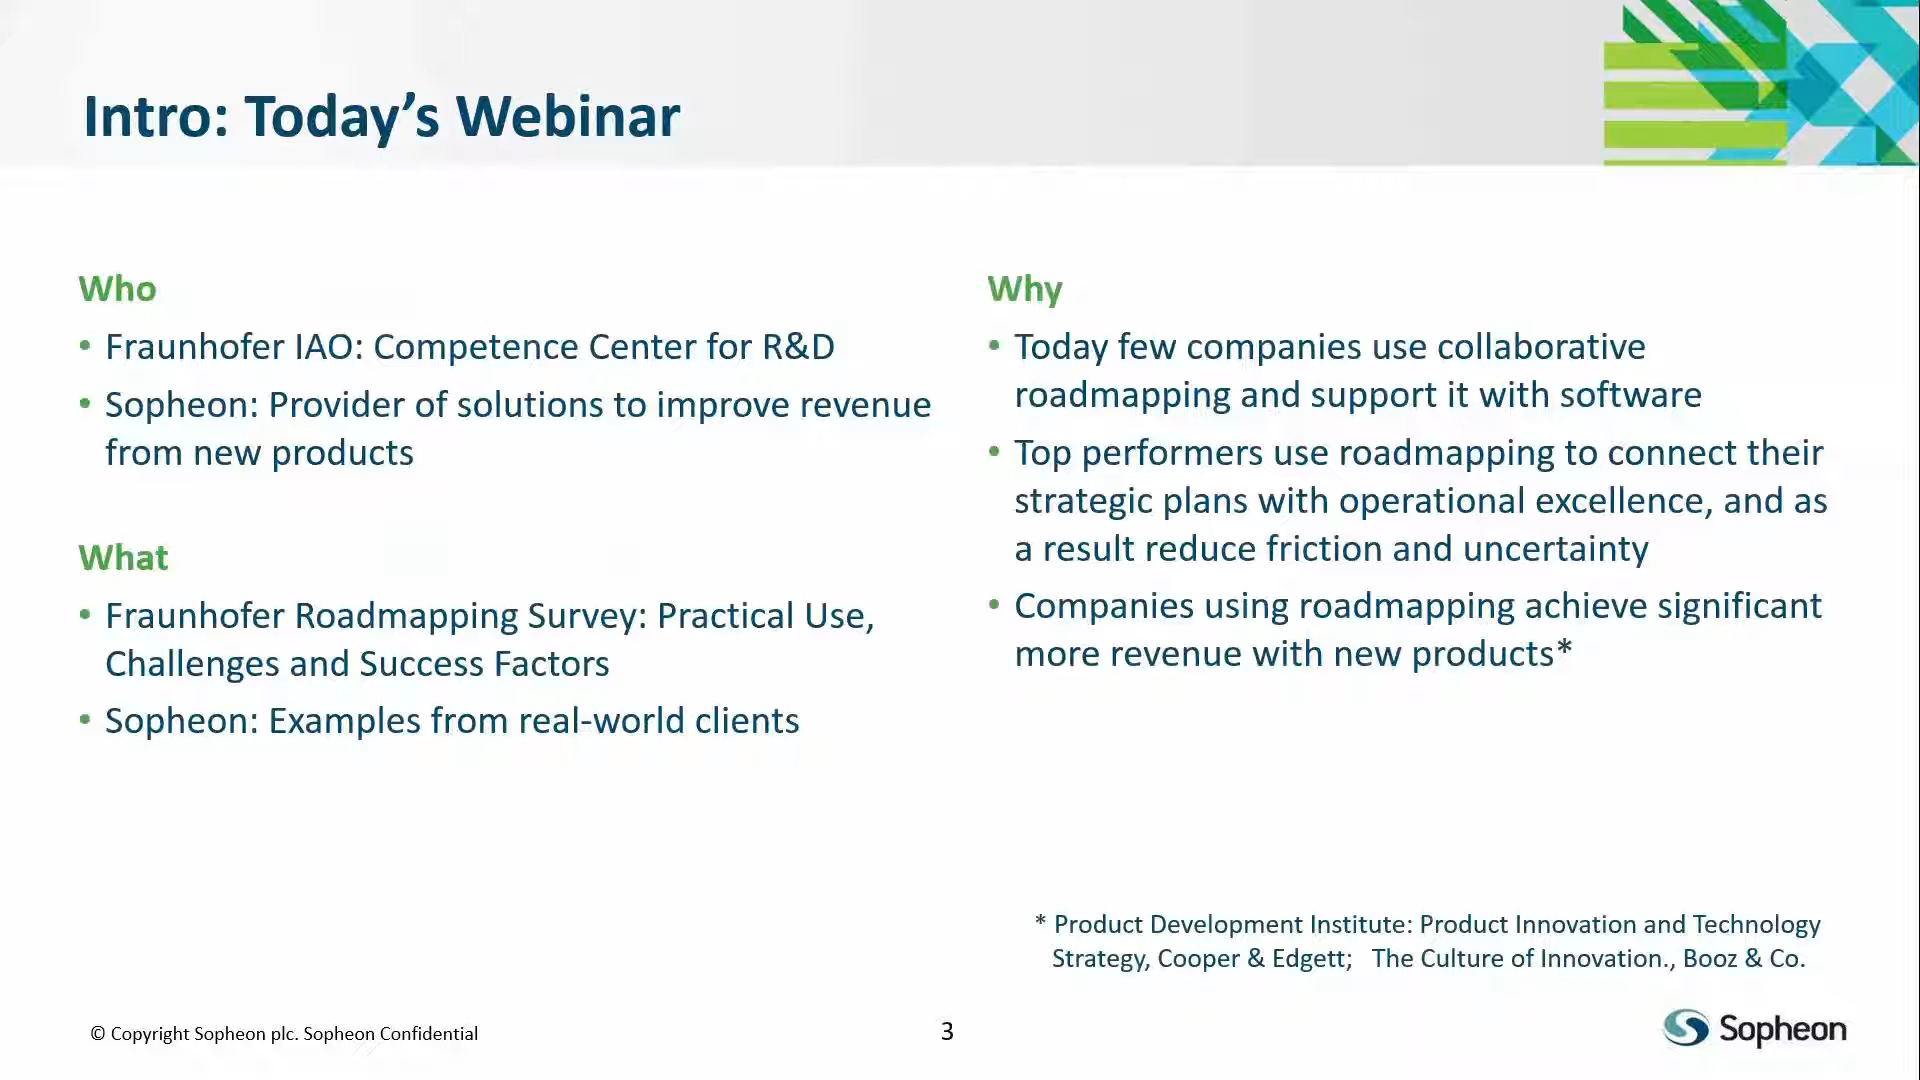 Intro: Today’s Webinar
Who
• Fraunhofer IAO: Competence Center for R&D
• Sopheon: Provider of solutions to improve revenue
from new products
What
• Fraunhofer Roadmapping Survey: Practical Use,
Challenges and Success Factors
• Sopheon: Examples from real-world clients
Why
• Today few companies use collaborative
roadmapping and support it with software
• Top performers use roadmapping to connect their
strategic plans with operational excellence, and as
a result reduce friction and uncertainty
• Companies using roadmapping achieve significant
more revenue with new products*
* Product Development Institute: Product Innovation and Technology
Strategy, Cooper & Edgett; The Culture of Innovation., Booz & Co.
© Copyright Sopheon plc. Sopheon Confidential
3
Sopheon